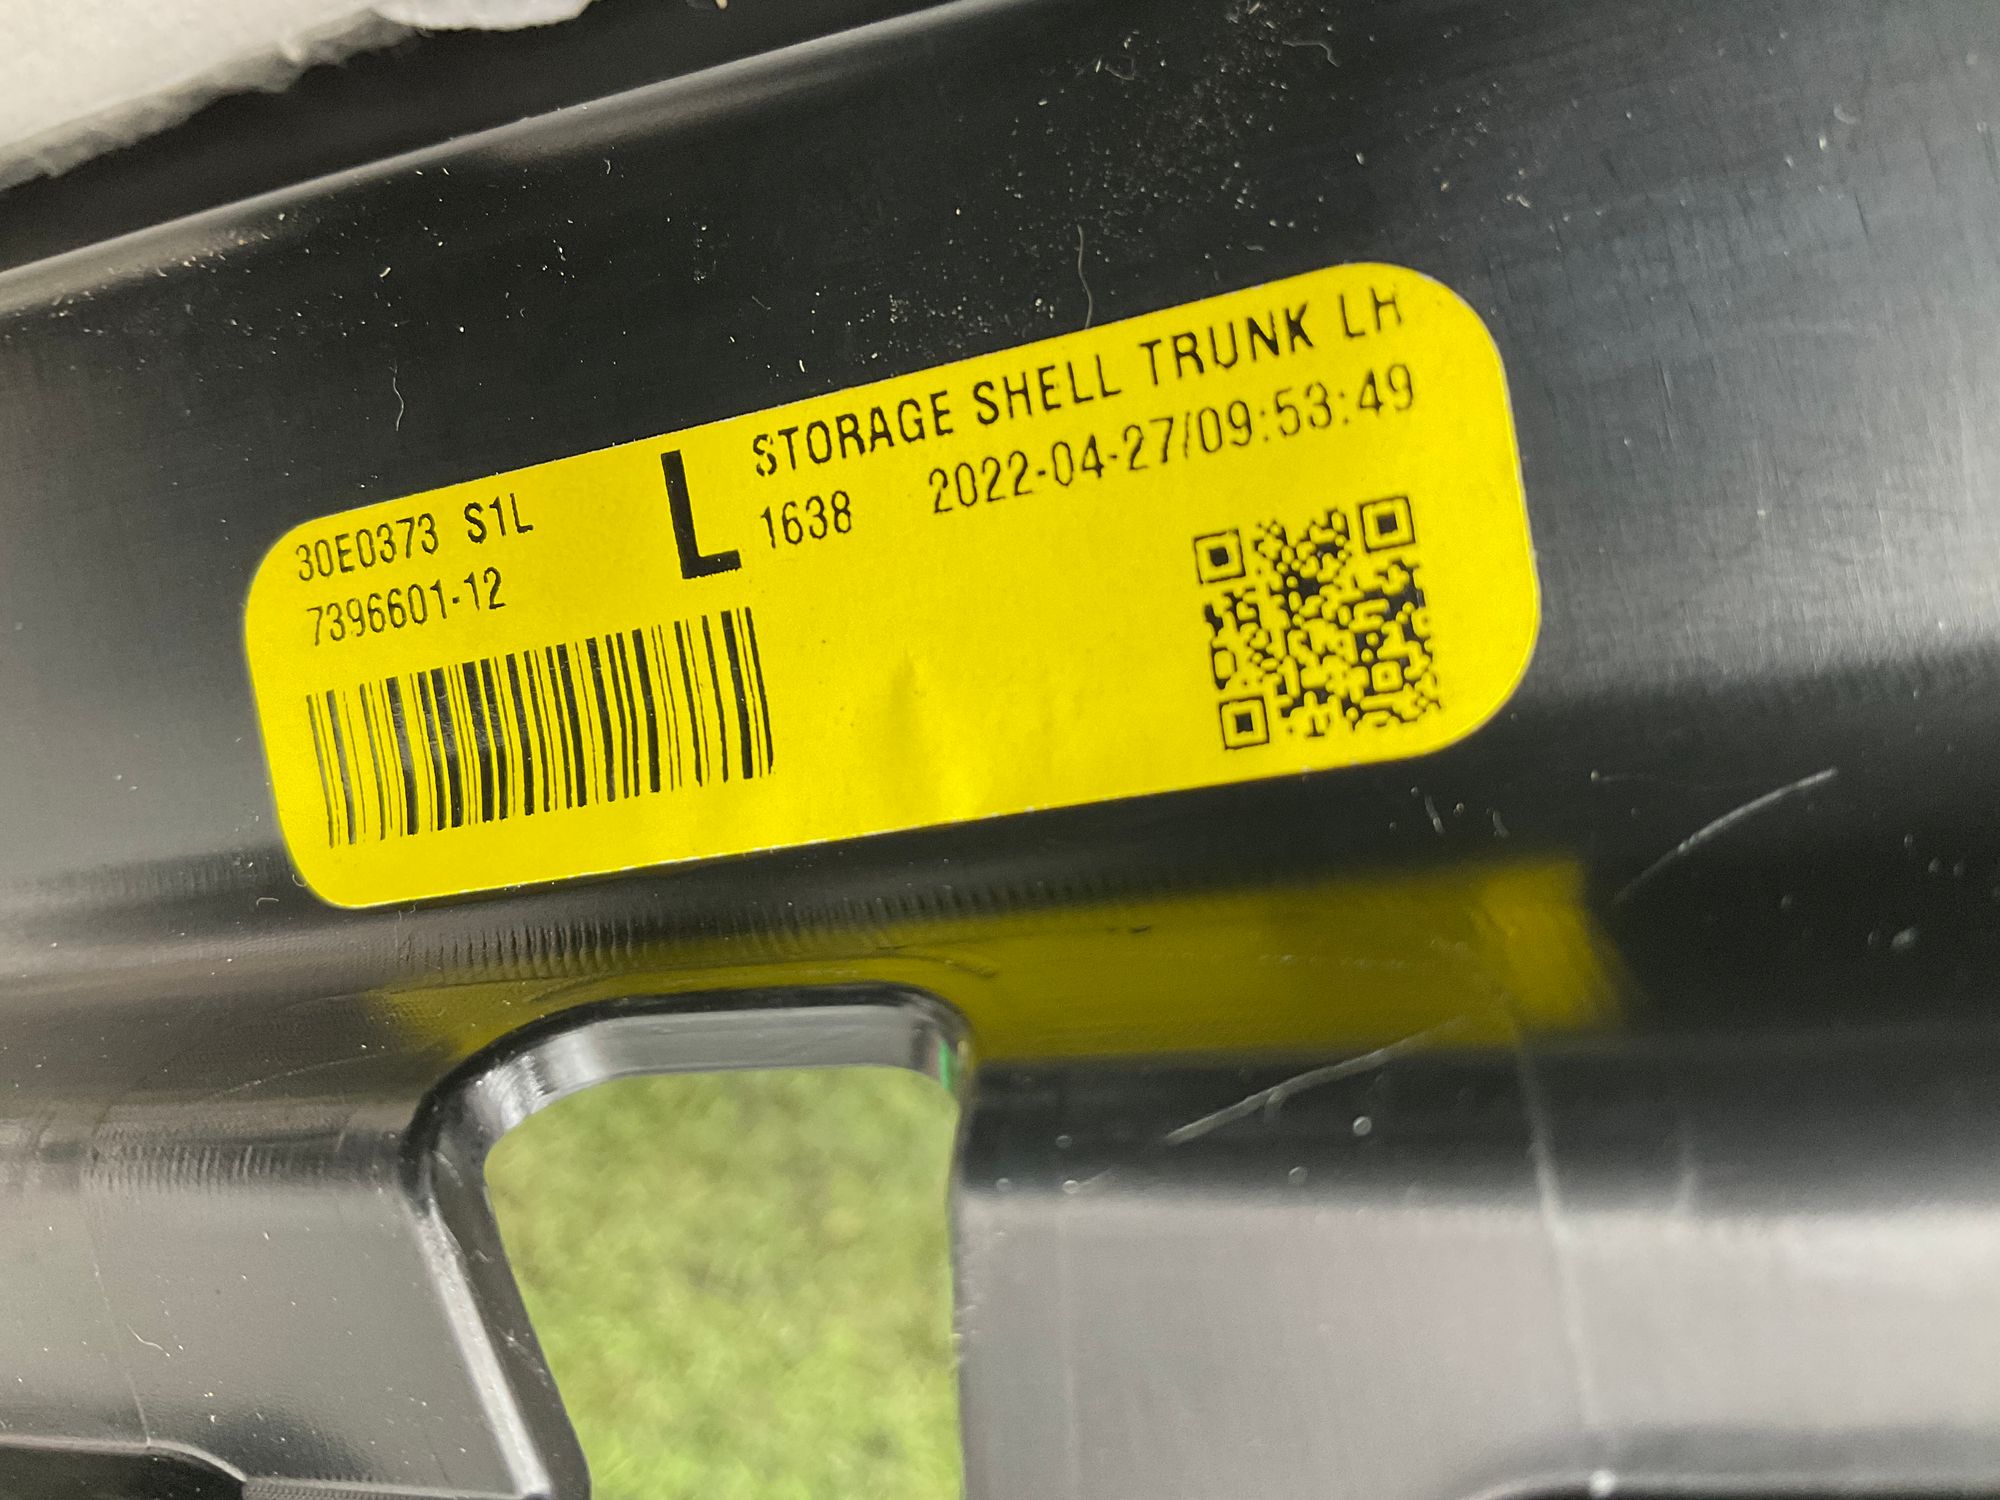 30E0373 S1L
7396601-12
L
STORAGE SHELL TRUNK LH
1638 2022-04-27/09:53:49